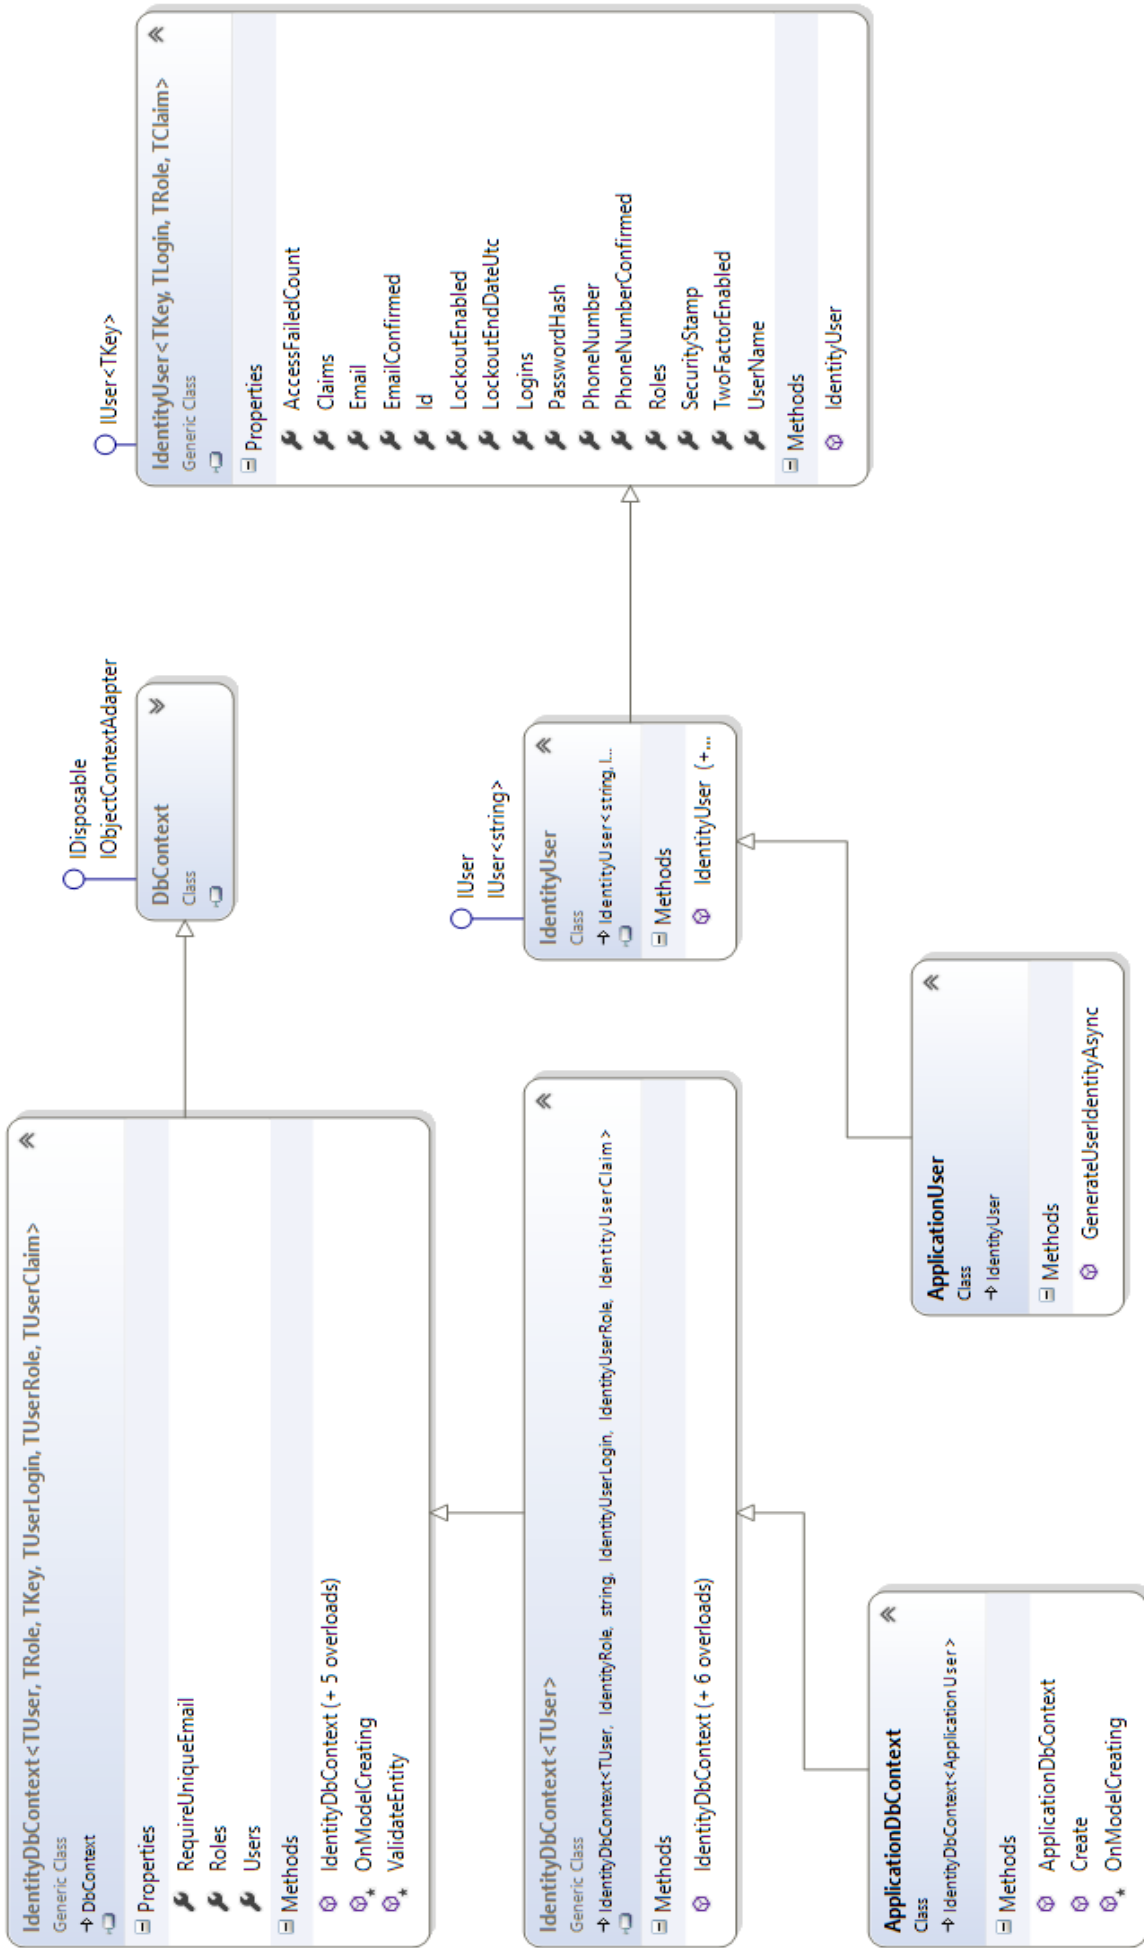 IdentityDbContext<TUser, TRole, TKey, TUserLogin, TUserRole, TUserClaim>
Generic Class
DbContext
Properties
RequireUniqueEmail
Roles
Users
Methods
IdentityDbContext (+ 5 overloads)
OnModelCreating
ValidateEntity
IDisposable
IObjectContextAdapter
DbContext
Class
IUser<TKey>
IdentityUser<TKey, TLogin, TRole, TClaim>
Generic Class
Properties
AccessFailedCount
Claims
Email
EmailConfirmed
Id
LockoutEnabled
LockoutEndDateUtc
Logins
PasswordHash
PhoneNumber
PhoneNumberConfirmed
Roles
SecurityStamp
TwoFactorEnabled
UserName
Methods
IdentityUser
IdentityDbContext<TUser>
Generic Class
IdentityDbContext<TUser, IdentityRole, string, IdentityUserLogin, IdentityUserRole, IdentityUserClaim>
Methods
IdentityDbContext (+ 6 overloads)
IUser
IUser<string>
IdentityUser
Class
IdentityUser<string, I...
Methods
IdentityUser (+...
ApplicationDbContext
Class
IdentityDbContext<ApplicationUser>
Methods
ApplicationDbContext
Create
OnModelCreating
ApplicationUser
Class
IdentityUser
Methods
GenerateUserIdentityAsync